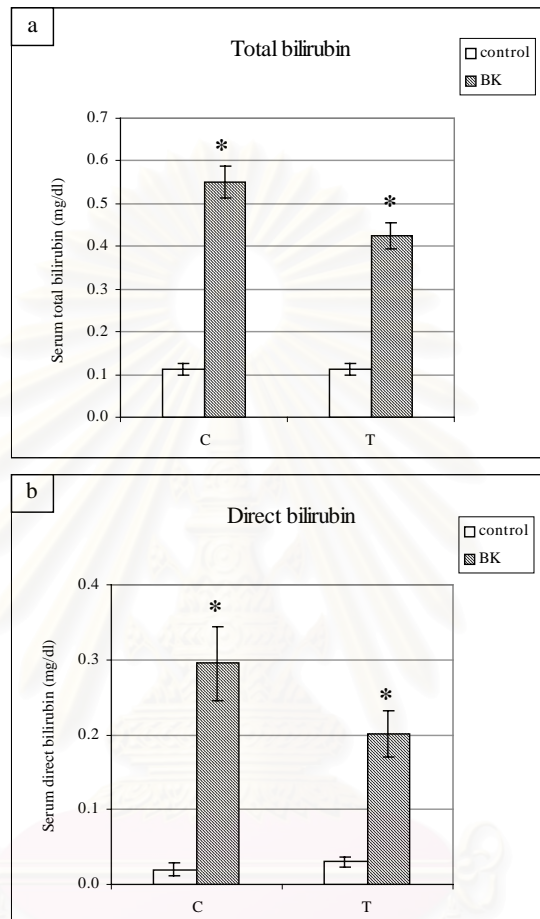 a
Total bilirubin
control
BK
0.7
0.6
0.5
0.4
0.3
0.2
0.1
0.0
Serum total bilirubin (mg/dl)
*
*
C T
b
Direct bilirubin
control
BK
0.4
0.3
0.2
0.1
0.0
Serum direct bilirubin (mg/dl)
*
*
C T